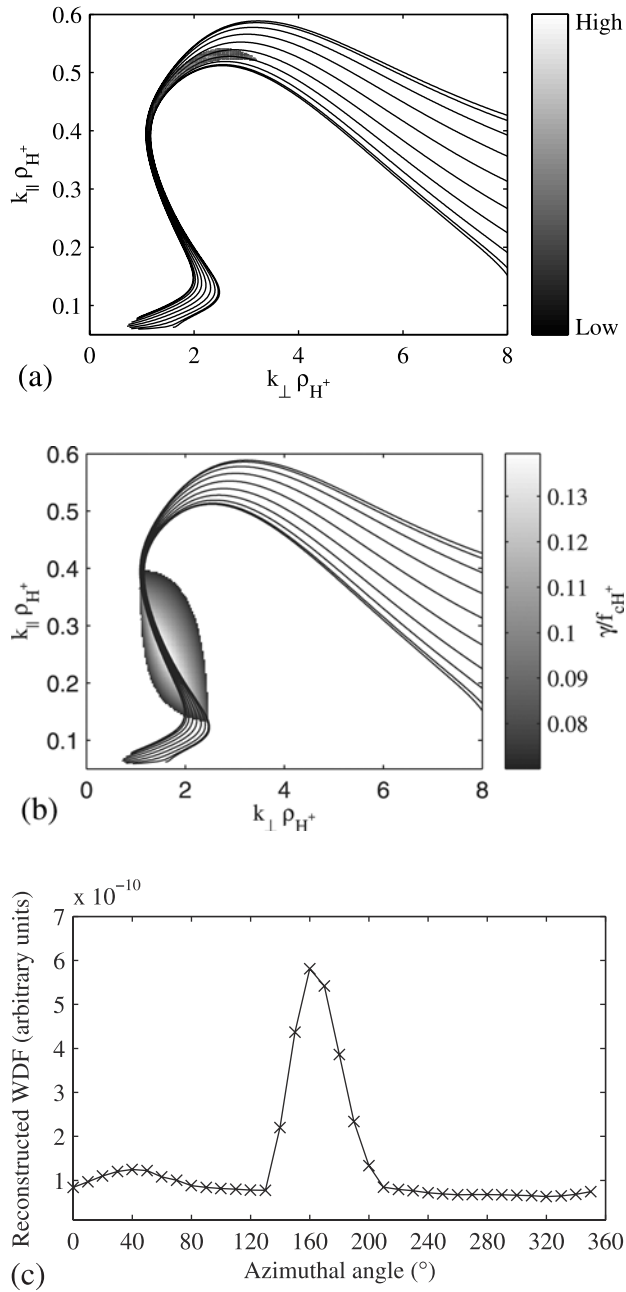 0.6
0.5
0.4
0.3
0.2
0.1
k∥ ρH+
0 2 4 6 8
k⊥ ρH+
High
Low
(a)
0.6
0.5
0.4
0.3
0.2
0.1
k∥ ρH+
0 2 4 6 8
k⊥ ρH+
0.13
0.12
0.11
0.1
0.09
0.08
γ/fcH+
(b)
x 10−10
7
6
5
4
3
2
1
Reconstructed WDF (arbitrary units)
0 40 80 120 160 200 240 280 320 360
Azimuthal angle (°)
(c)